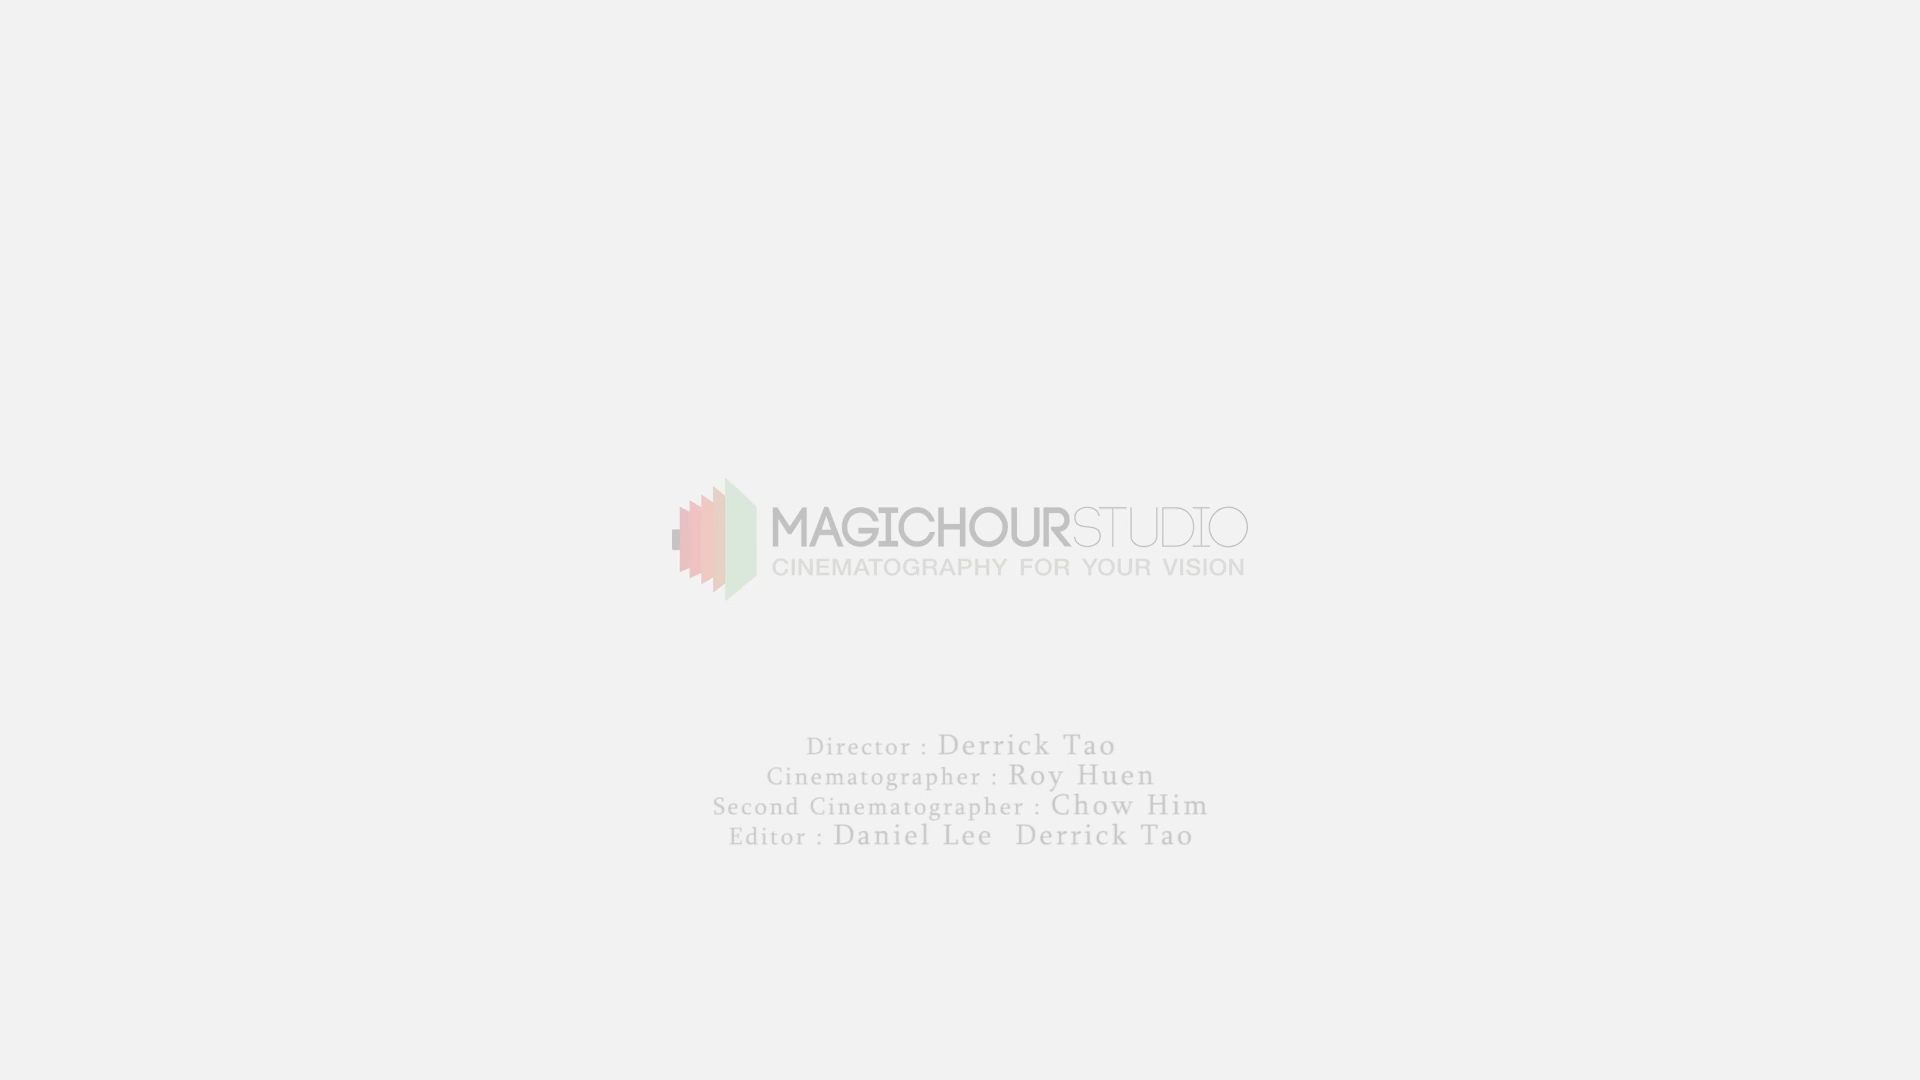 MAGICHOURSTUDIO
CINEMATOGRAPHY FOR YOUR VISION
Director : Derrick Tao
Cinematographer : Roy Huen
Second Cinematographer : Chow Him
Editor : Daniel Lee  Derrick Tao